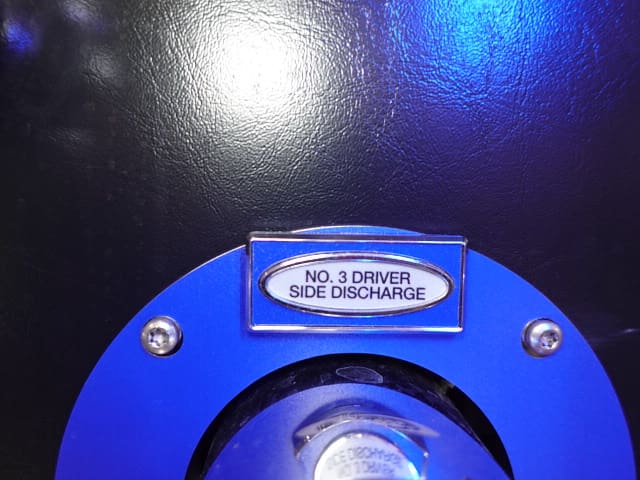 NO. 3 DRIVER
SIDE DISCHARGE